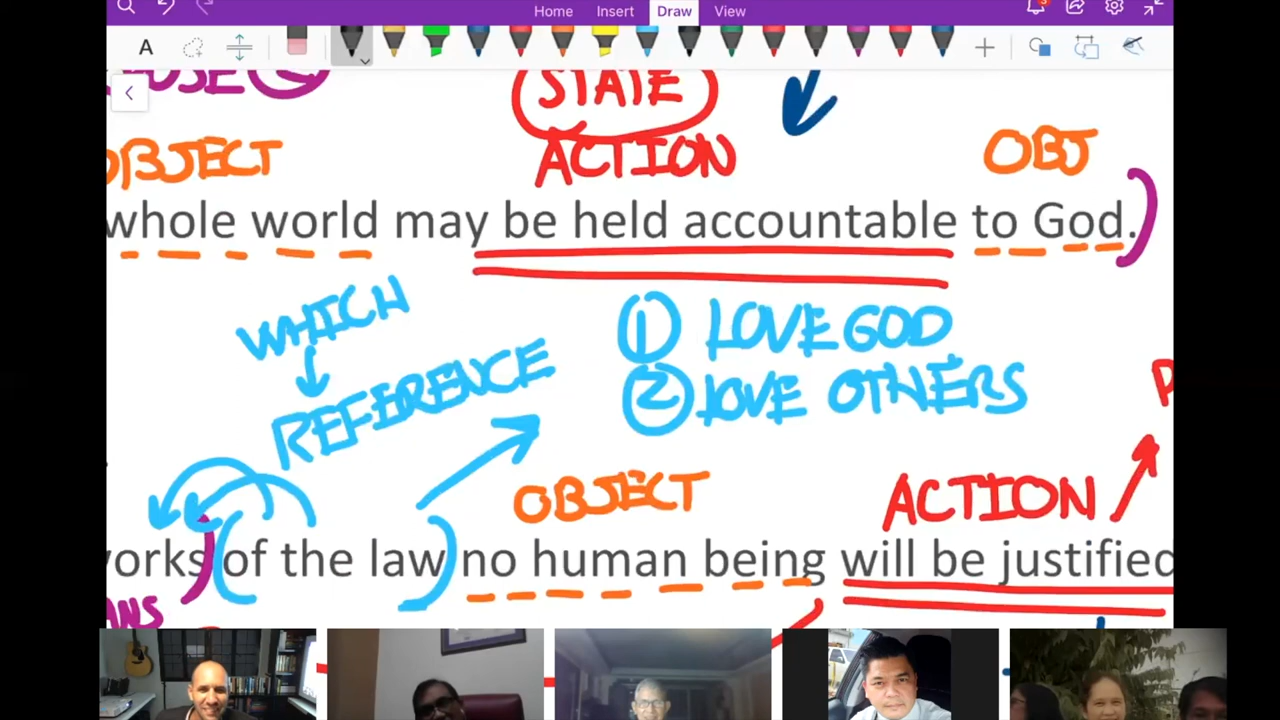 Home Insert Draw View
A
STATE
OBJECT ACTION OBJ
whole world may be held accountable to God.
WHICH
① LOVE GOD
REFERENCE
② LOVE OTHERS
OBJECT
ACTION
works of the law no human being will be justified